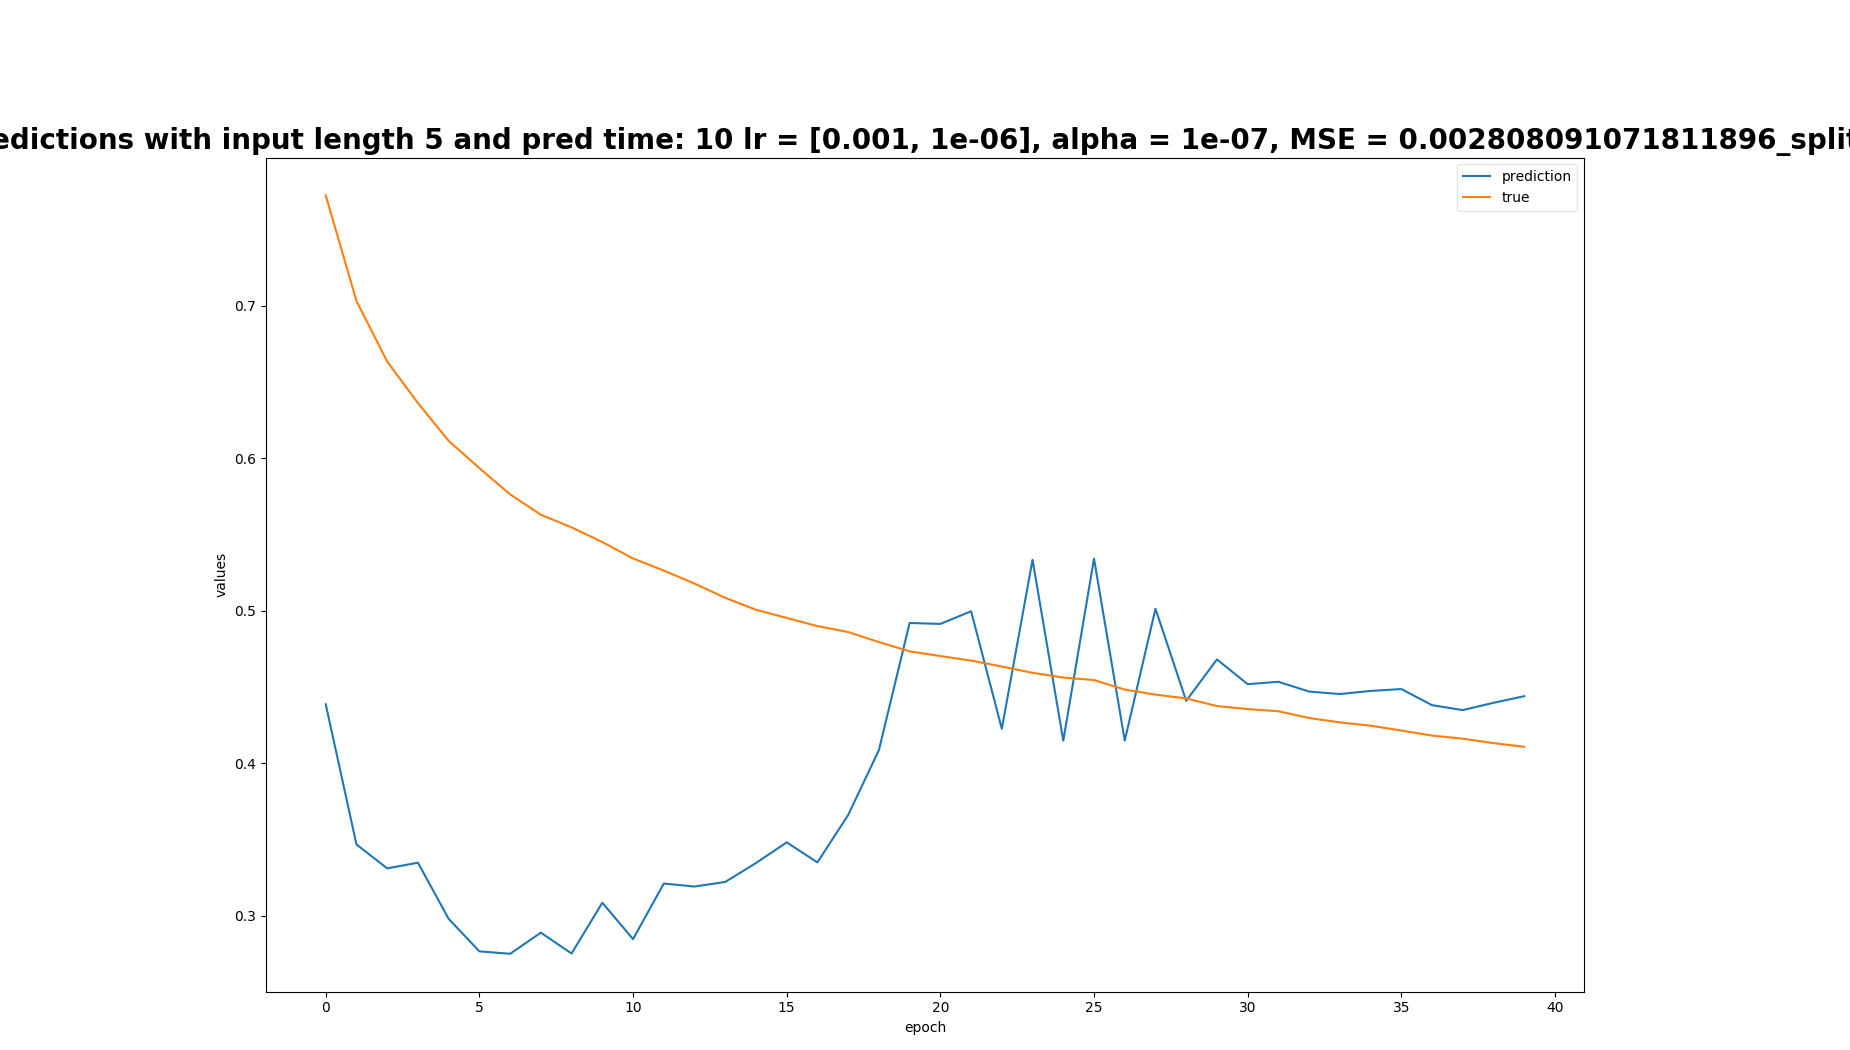 edictions with input length 5 and pred time: 10 lr = [0.001, 1e-06], alpha = 1e-07, MSE = 0.002808091071811896_split
prediction
true
0.7
0.6
0.5
0.4
0.3
values
0 5 10 15 20 25 30 35 40
epoch